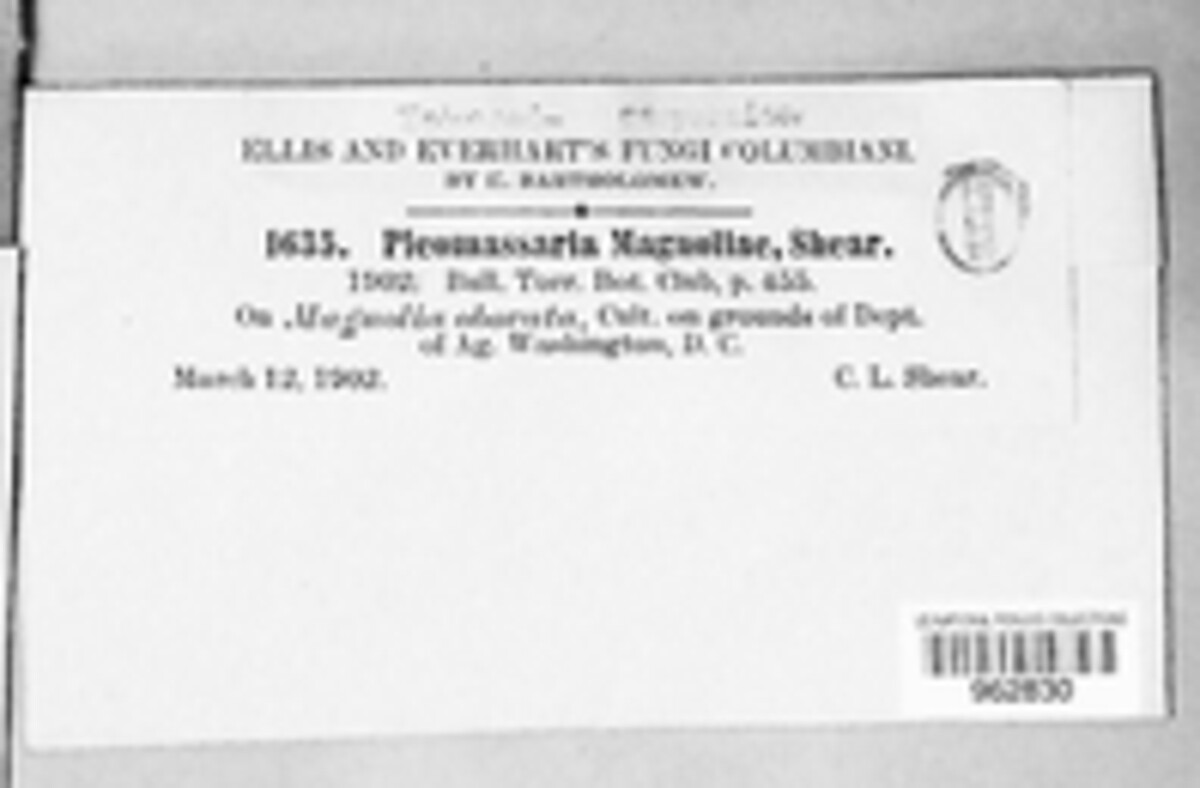 ELLIS AND EVERHART'S FUNGI COLUMBIANI.
BY E. BARTHOLOMEW.
1635. Pleomassaria Magnoliae, Shear.
1902. Bull. Torr. Bot. Club, p. 455.
On Magnolia obovata, Cult. on grounds of Dept.
of Ag. Washington, D. C.
March 12, 1902. C. L. Shear.
962830